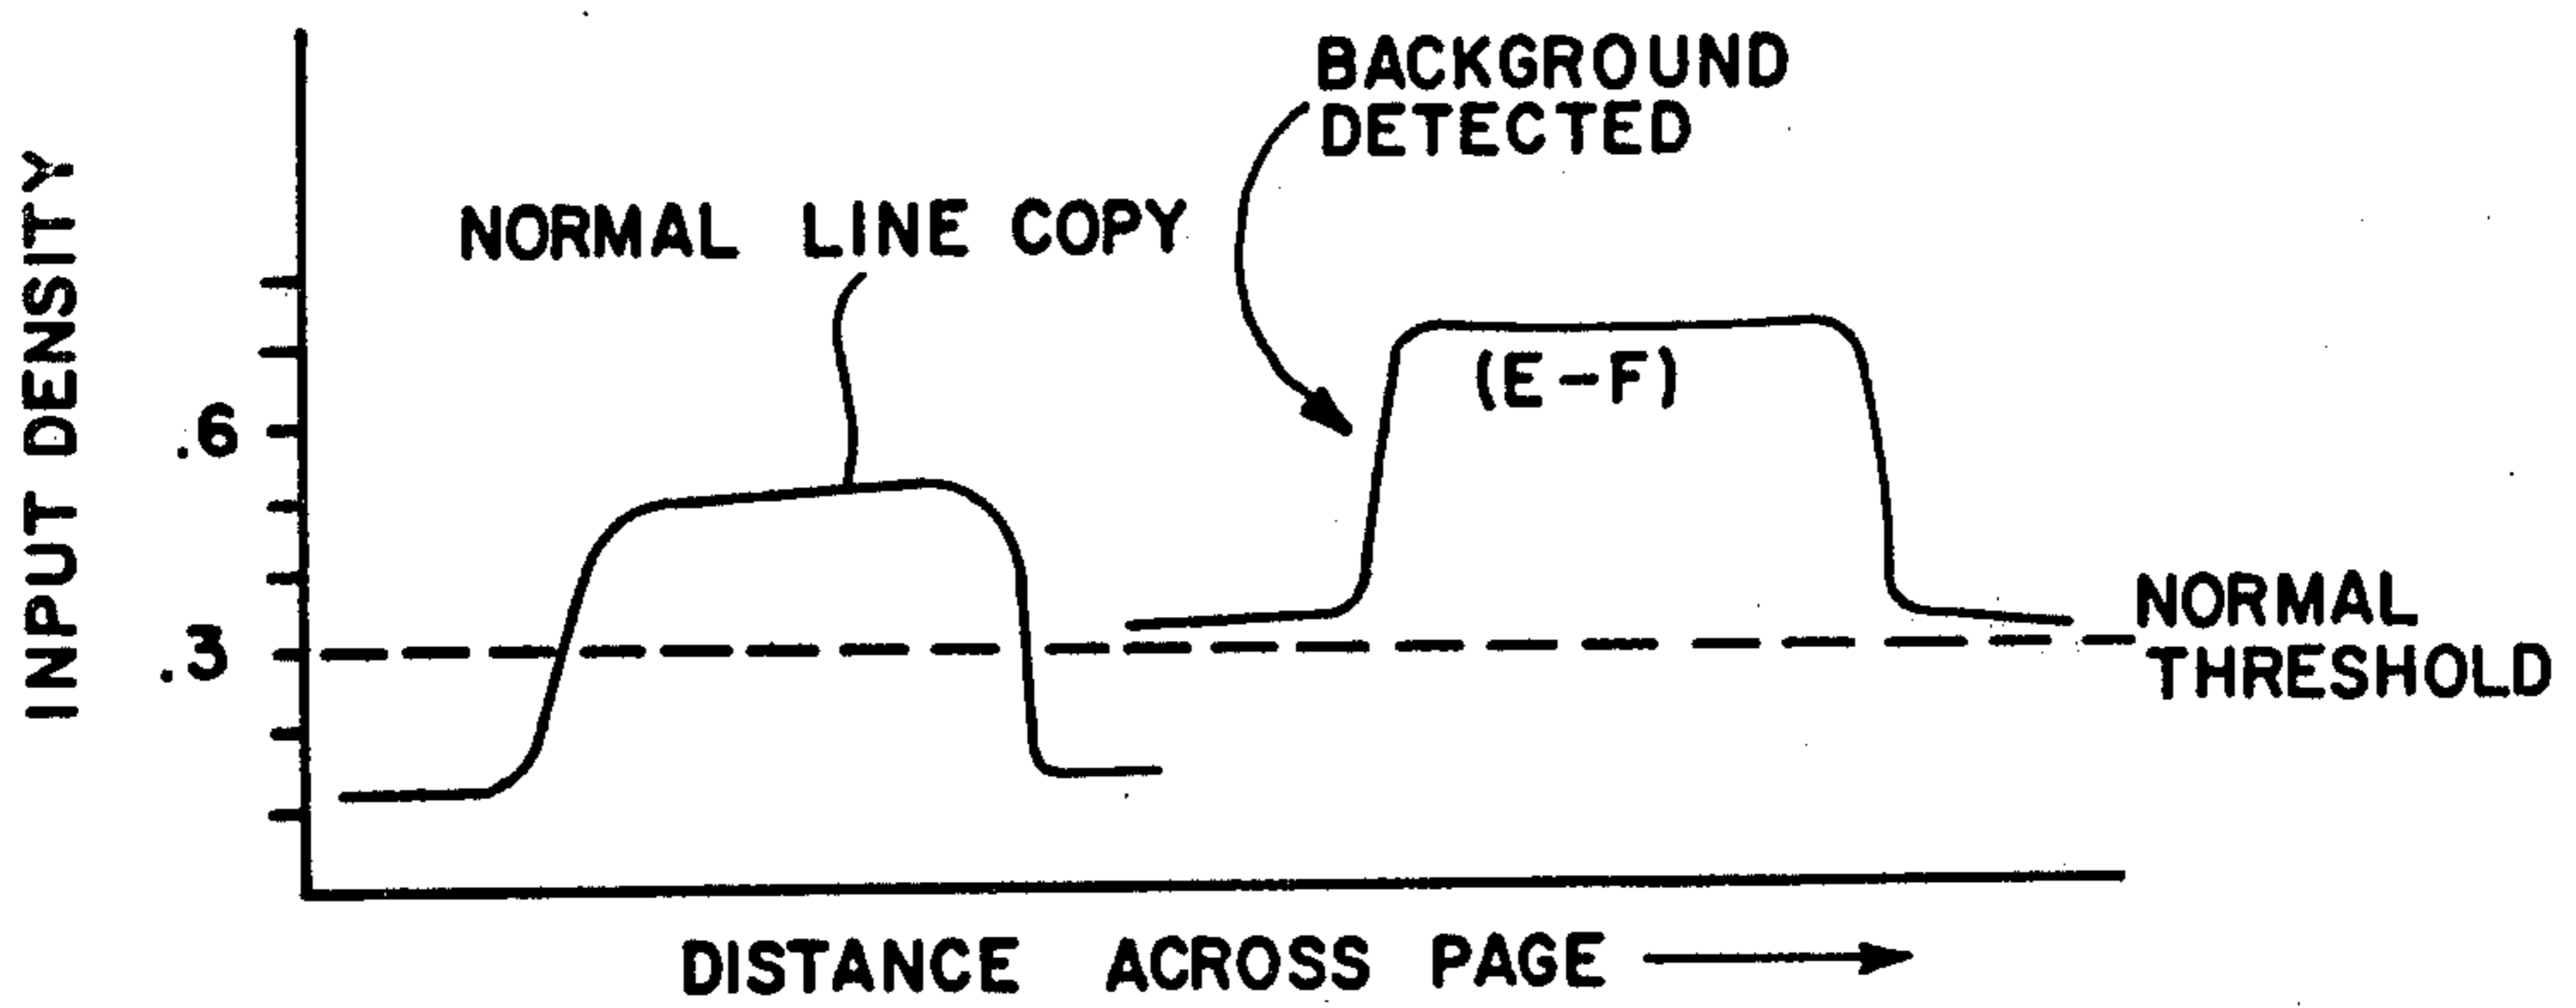 BACKGROUND
DETECTED
NORMAL LINE COPY
(E-F)
INPUT DENSITY
.6
.3
NORMAL
THRESHOLD
DISTANCE ACROSS PAGE